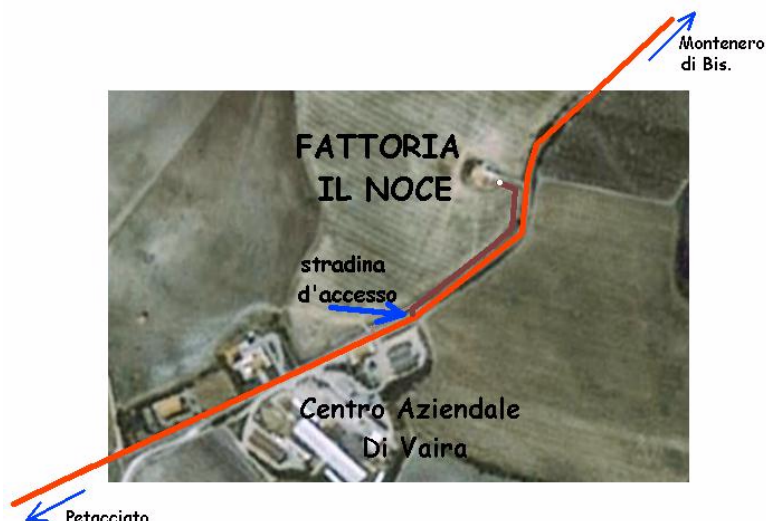 Montenero
di Bis.
FATTORIA
IL NOCE
stradina
d'accesso
Centro Aziendale
Di Vaira
Petacciato